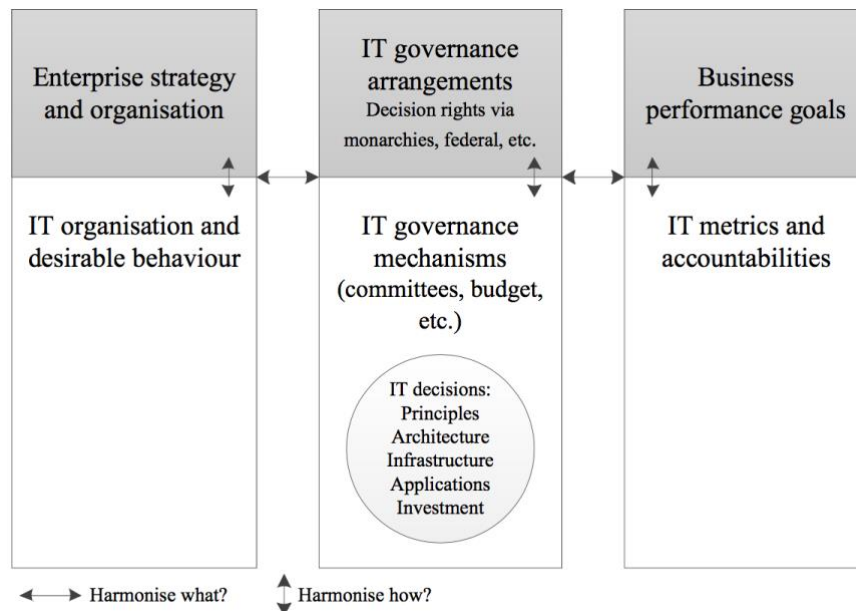 Enterprise strategy
and organisation
IT organisation and
desirable behaviour
IT governance
arrangements
Decision rights via
monarchies, federal, etc.
IT governance
mechanisms
(committees, budget,
etc.)
IT decisions:
Principles
Architecture
Infrastructure
Applications
Investment
Business
performance goals
IT metrics and
accountabilities
Harmonise what?
Harmonise how?